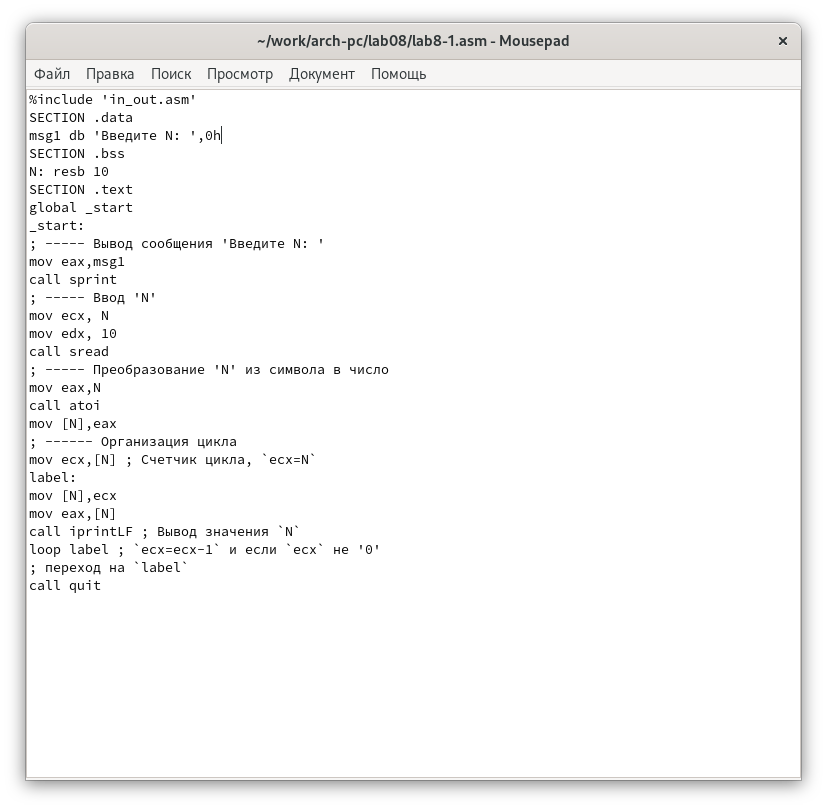 ~/work/arch-pc/lab08/lab8-1.asm - Mousepad
Файл Правка Поиск Просмотр Документ Помощь
%include 'in_out.asm'
SECTION .data
msg1 db 'Введите N: ',0h
SECTION .bss
N: resb 10
SECTION .text
global _start
_start:
; ----- Вывод сообщения 'Введите N: '
mov eax,msg1
call sprint
; ----- Ввод 'N'
mov ecx, N
mov edx, 10
call sread
; ----- Преобразование 'N' из символа в число
mov eax,N
call atoi
mov [N],eax
; ------ Организация цикла
mov ecx,[N] ; Счетчик цикла, `ecx=N`
label:
mov [N],ecx
mov eax,[N]
call iprintLF ; Вывод значения `N`
loop label ; `ecx=ecx-1` и если `ecx` не '0'
; переход на `label`
call quit